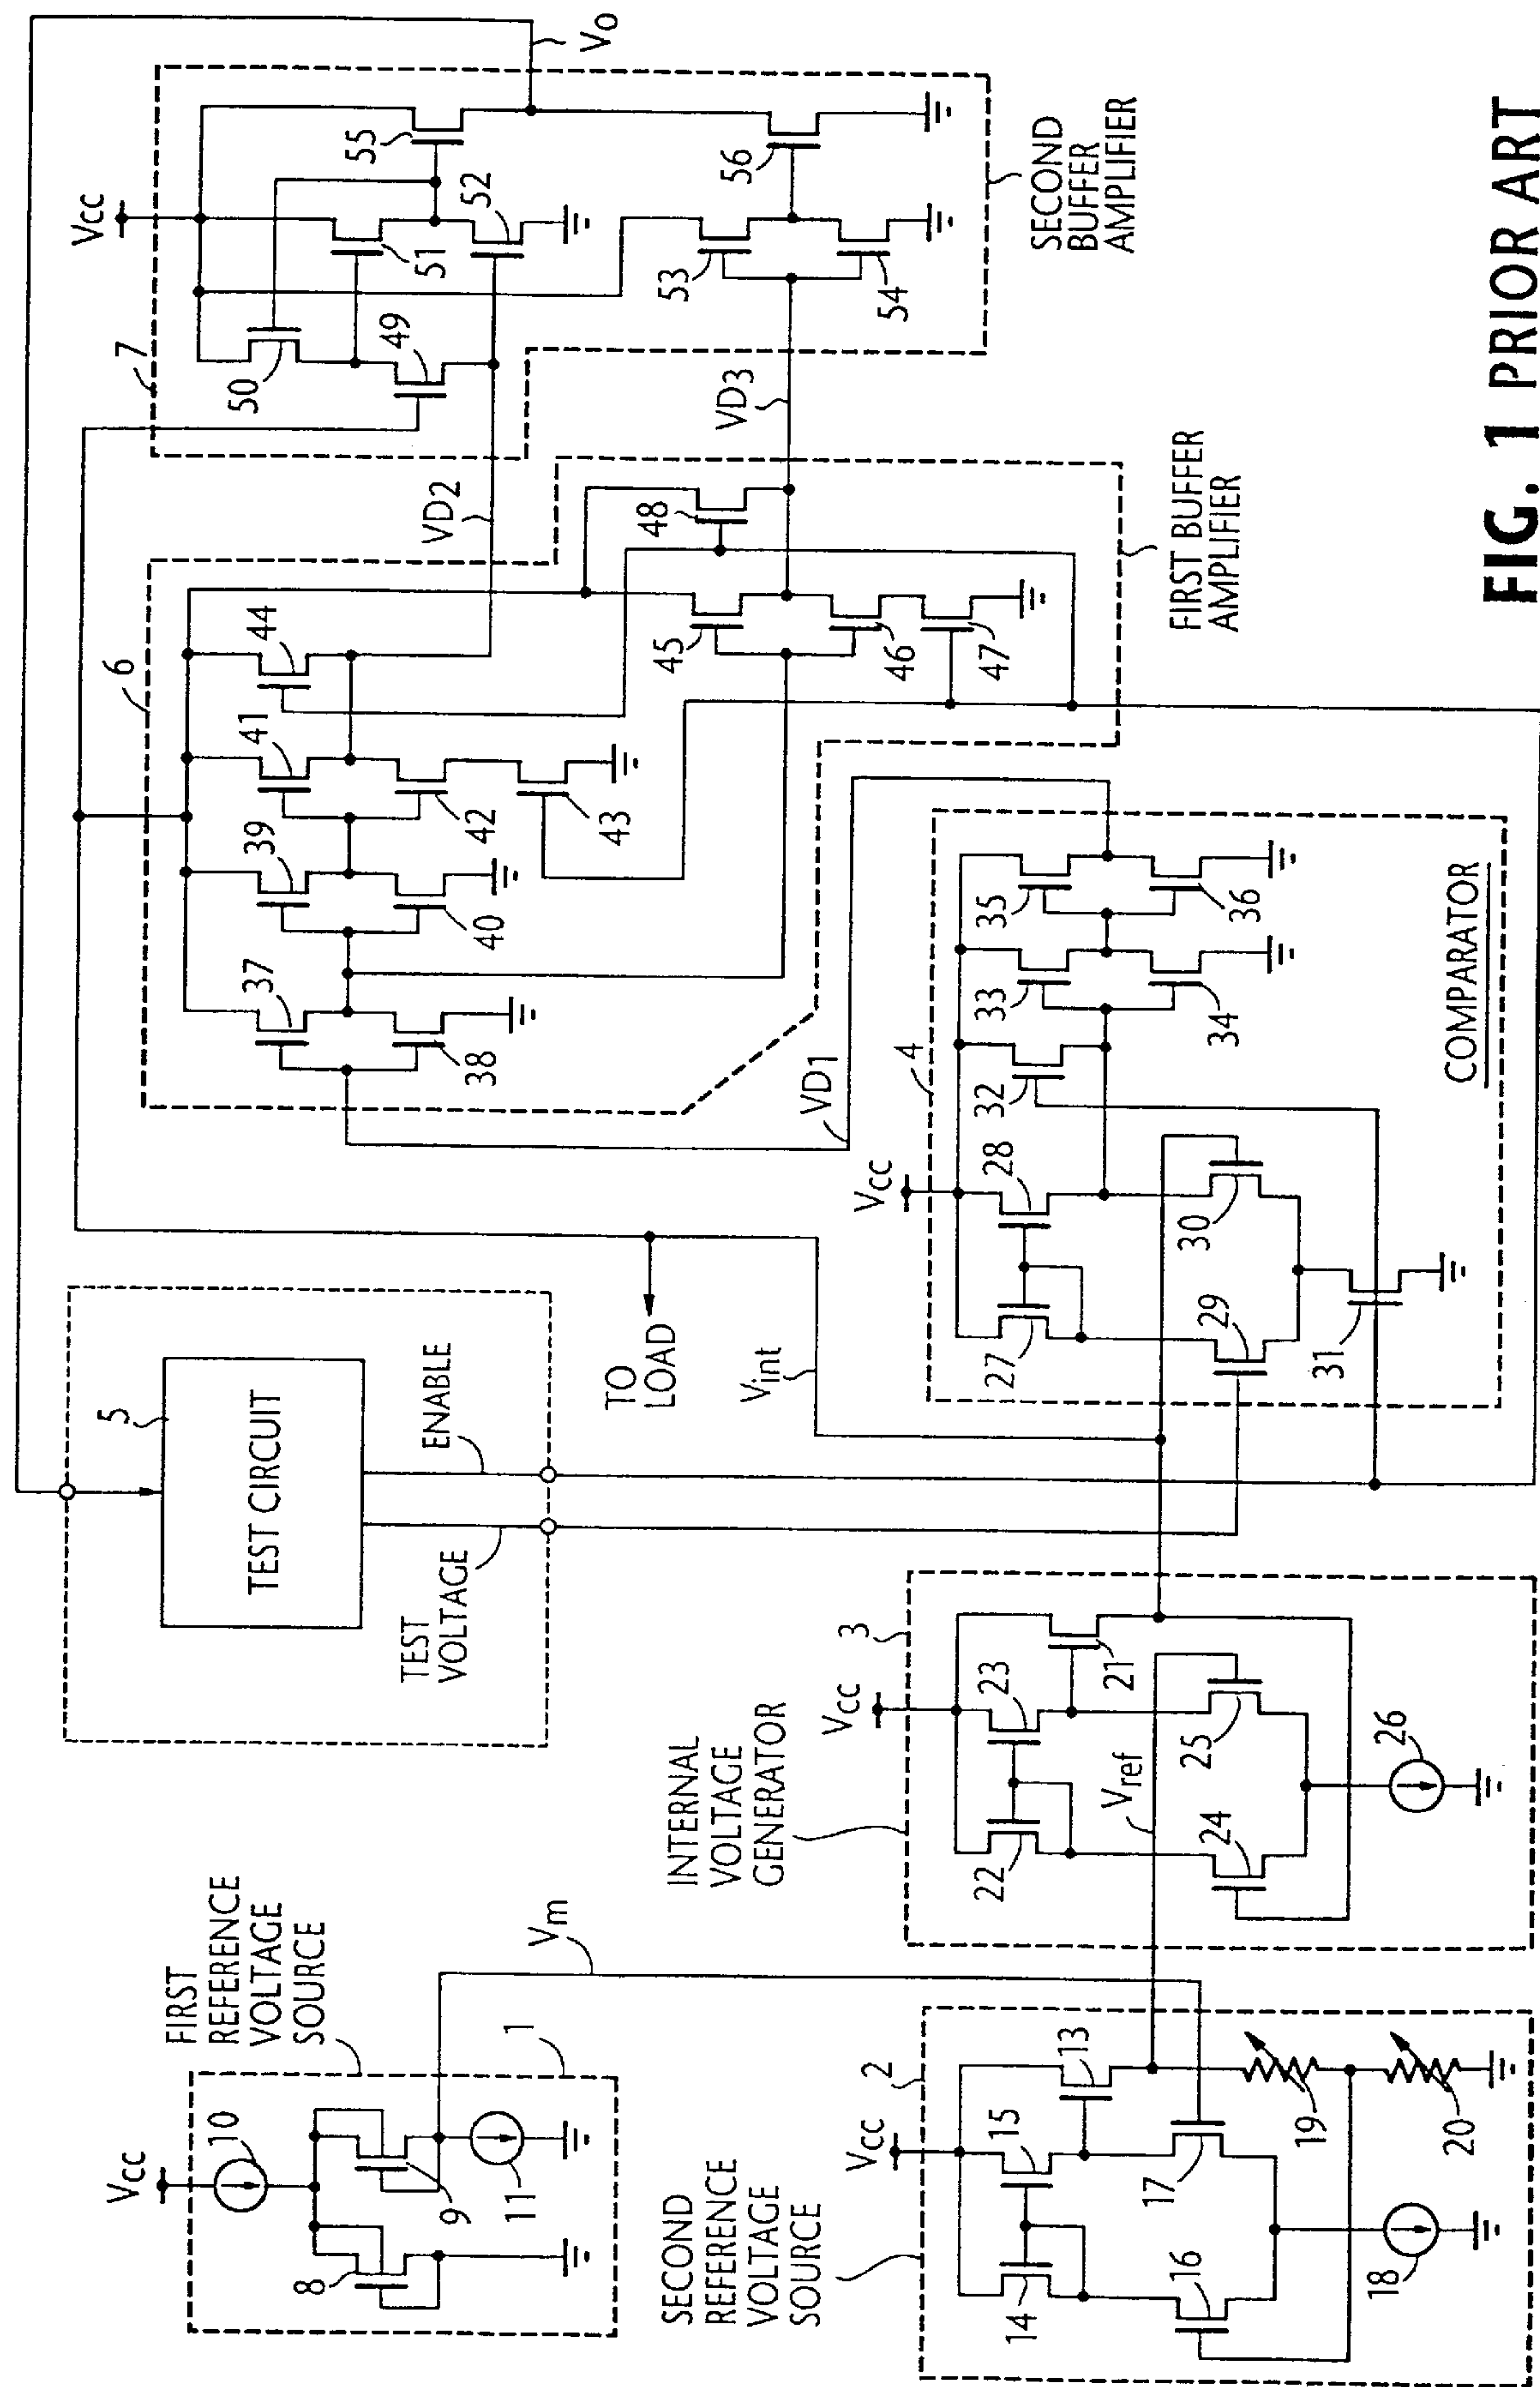 FIRST
REFERENCE
VOLTAGE
SOURCE
1
Vcc
10
8
9
11
Vm
SECOND
REFERENCE
VOLTAGE
SOURCE
2
Vcc
14
15
13
16
17
18
19
20
INTERNAL
VOLTAGE
GENERATOR
3
Vcc
22
23
21
Vref
24
25
26
5
TEST CIRCUIT
TEST
VOLTAGE
ENABLE
TO
LOAD
Vint
4
Vcc
27
28
29
30
31
32
33
34
35
36
COMPARATOR
VD1
6
37
38
39
40
41
42
43
44
45
46
47
48
FIRST BUFFER
AMPLIFIER
VD2
VD3
7
Vcc
50
49
51
52
55
53
54
56
SECOND
BUFFER
AMPLIFIER
Vo
FIG. 1 PRIOR ART